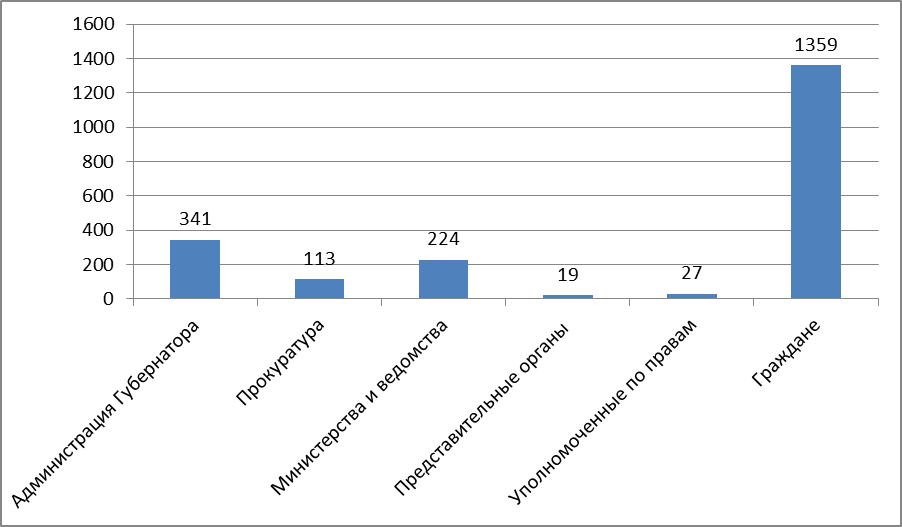 1600
1400
1200
1000
800
600
400
200
0
341
113
224
19
27
1359
Администрация Губернатора
Прокуратура
Министерства и ведомства
Представительные органы
Уполномоченные по правам
Граждане